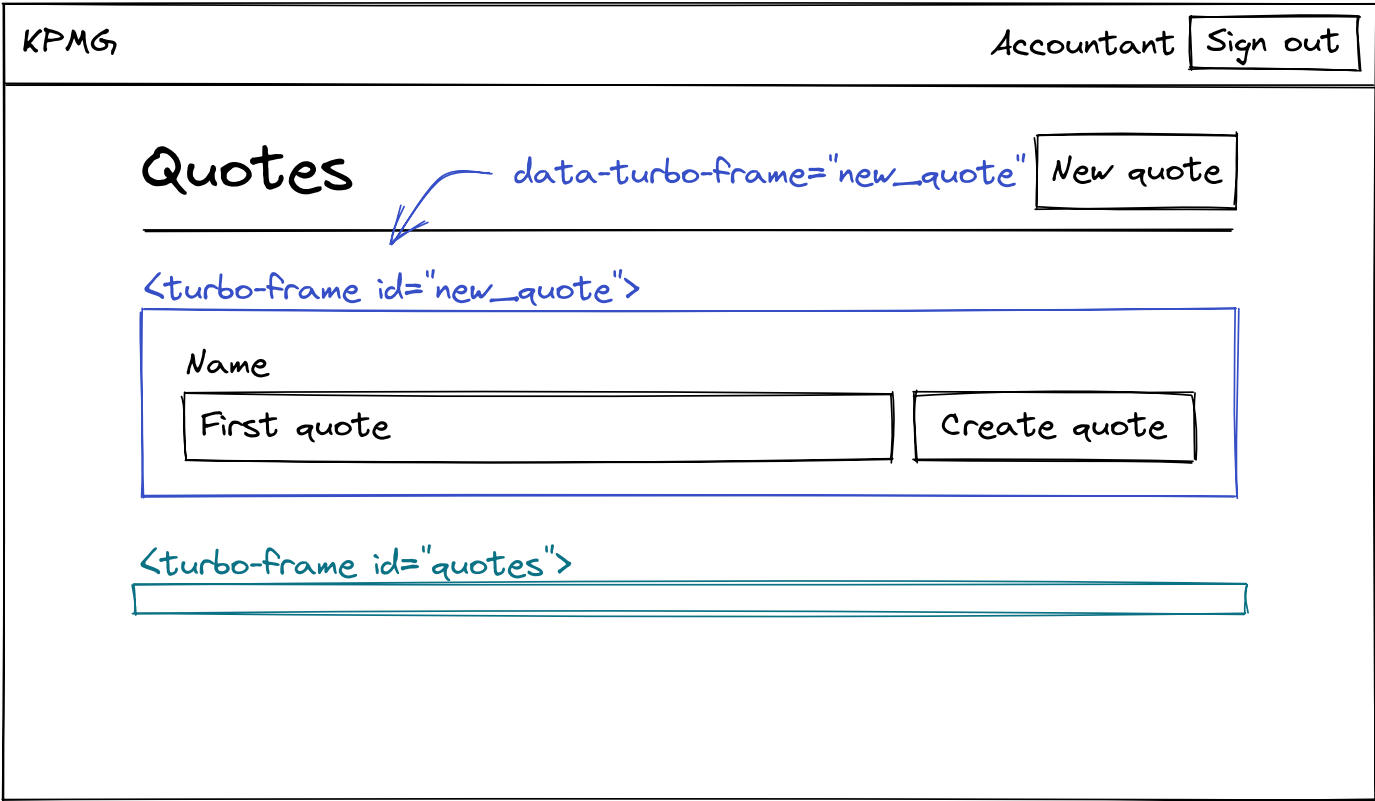 KPMG Accountant Sign out
Quotes data-turbo-frame="new_quote" New quote
<turbo-frame id="new_quote">
Name
First quote Create quote
<turbo-frame id="quotes">